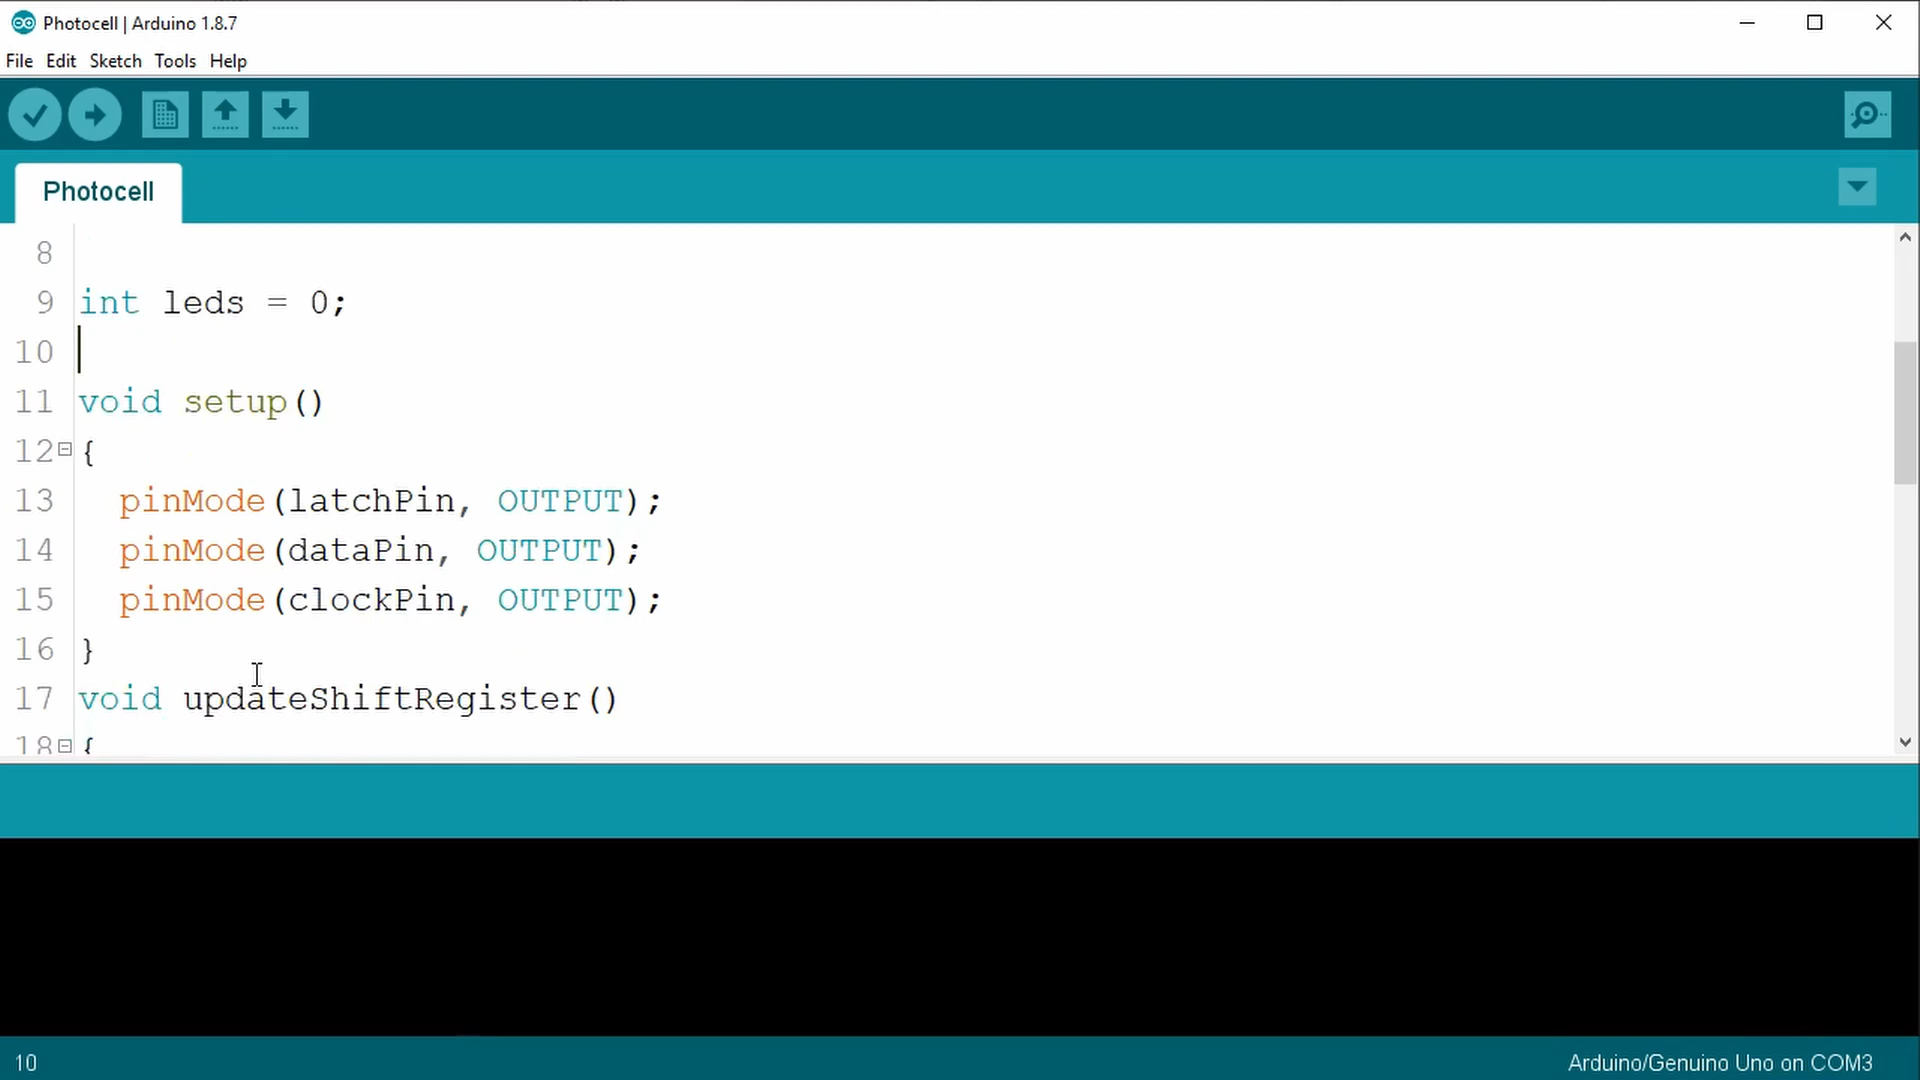 Photocell | Arduino 1.8.7
File Edit Sketch Tools Help
Photocell
8
9 int leds = 0;
10
11 void setup()
12 {
13 pinMode(latchPin, OUTPUT);
14 pinMode(dataPin, OUTPUT);
15 pinMode(clockPin, OUTPUT);
16 }
17 void updateShiftRegister()
18 {
10 Arduino/Genuino Uno on COM3